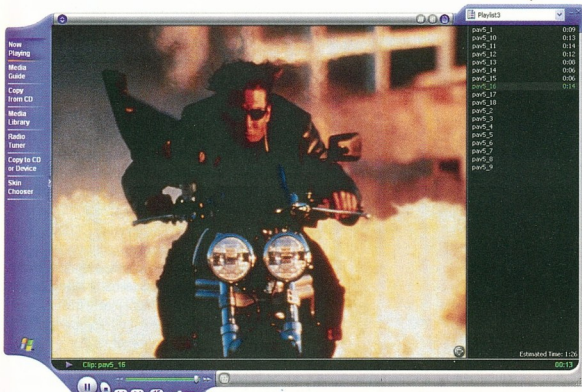 Playlist3
Now
Playing
Media
Guide
Copy
from CD
Media
Library
Radio
Tuner
Copy to CD
or Device
Skin
Chooser
pav5_1 0:09
pav5_10 0:13
pav5_11 0:14
pav5_12 0:12
pav5_13 0:08
pav5_14 0:06
pav5_15 0:06
pav5_16 0:14
pav5_17
pav5_18
pav5_2
pav5_3
pav5_4
pav5_5
pav5_6
pav5_7
pav5_8
pav5_9
Estimated Time: 1:26
Clip: pav5_16 00:13